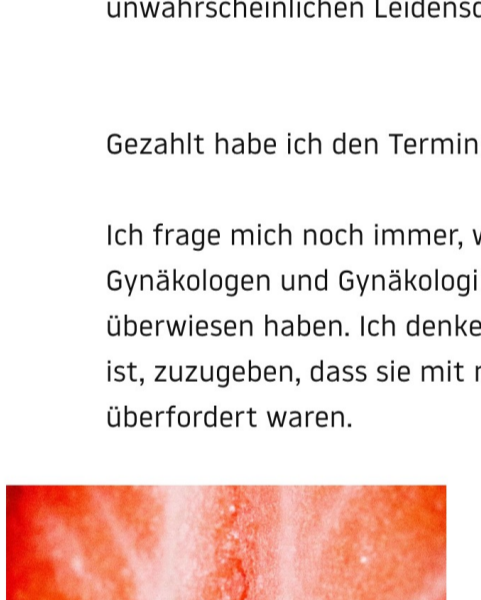 unwahrscheinlichen
Gezahlt habe ich den Termin
Ich frage mich noch immer,
Gynäkologen und
überwiesen haben. Ich denke
ist, zuzugeben, dass sie mit
überfordert waren.